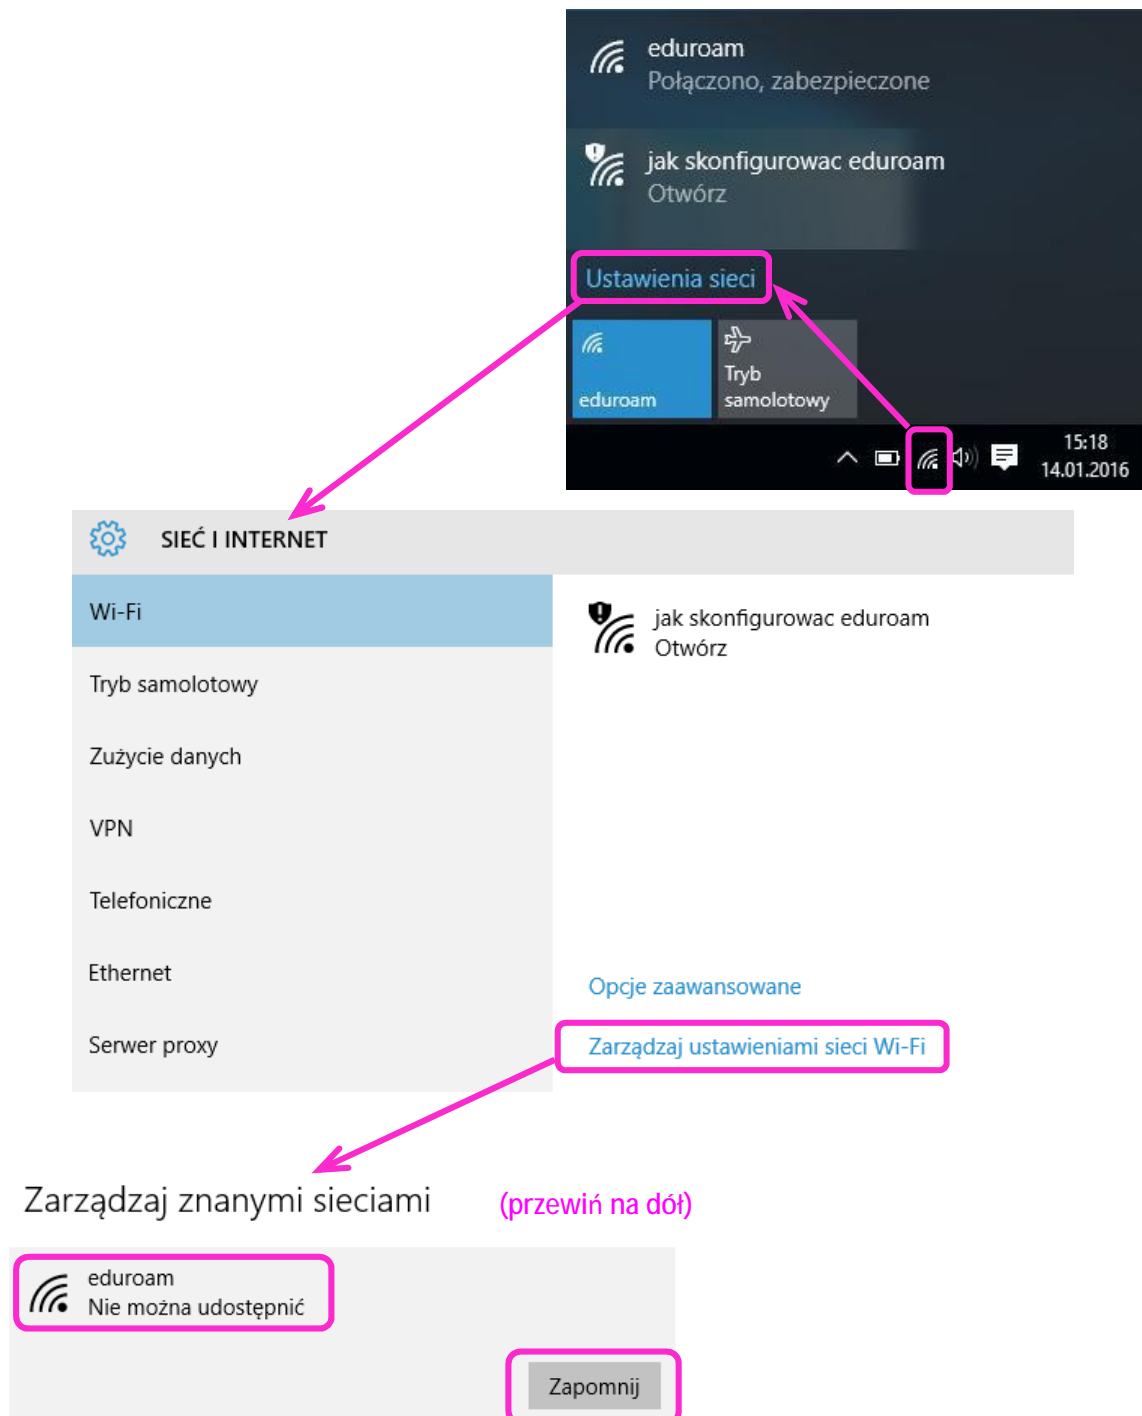 eduroam
Połączono, zabezpieczone
jak skonfigurowac eduroam
Otwórz
Ustawienia sieci
eduroam
Tryb
samolotowy
15:18
14.01.2016
SIEĆ I INTERNET
Wi-Fi
Tryb samolotowy
Zużycie danych
VPN
Telefoniczne
Ethernet
Serwer proxy
jak skonfigurowac eduroam
Otwórz
Opcje zaawansowane
Zarządzaj ustawieniami sieci Wi-Fi
Zarządzaj znanymi sieciami
(przewiń na dół)
eduroam
Nie można udostępnić
Zapomnij